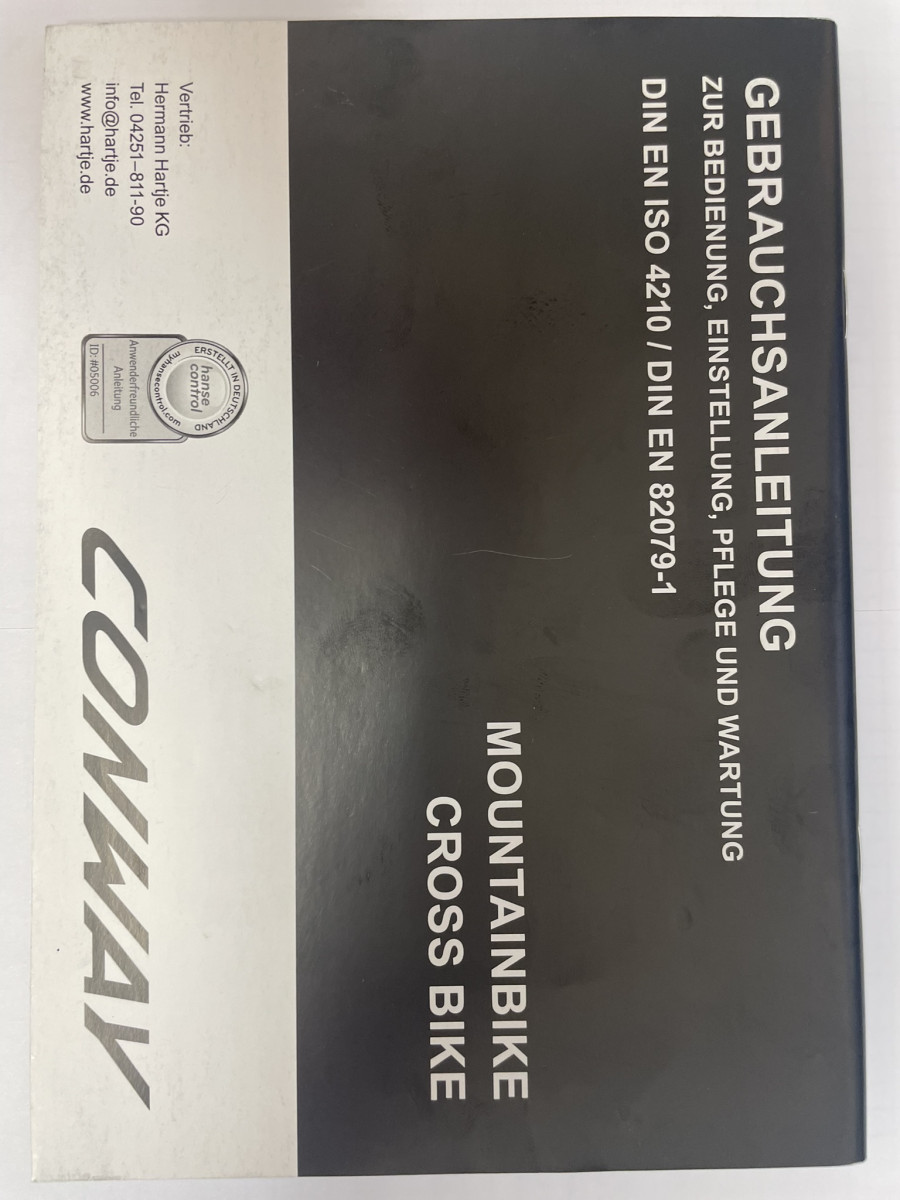 GEBRAUCHSANLEITUNG
ZUR BEDIENUNG, EINSTELLUNG, PFLEGE UND WARTUNG
DIN EN ISO 4210 / DIN EN 82079-1
MOUNTAINBIKE
CROSS BIKE
Vertrieb:
Hermann Hartje KG
Tel. 04251–811-90
info@hartje.de
www.hartje.de
ERSTELLT IN DEUTSCHLAND
hanse
control
myhansecontrol.com
Anwenderfreundliche
Anleitung
ID: #05006
CONWAY